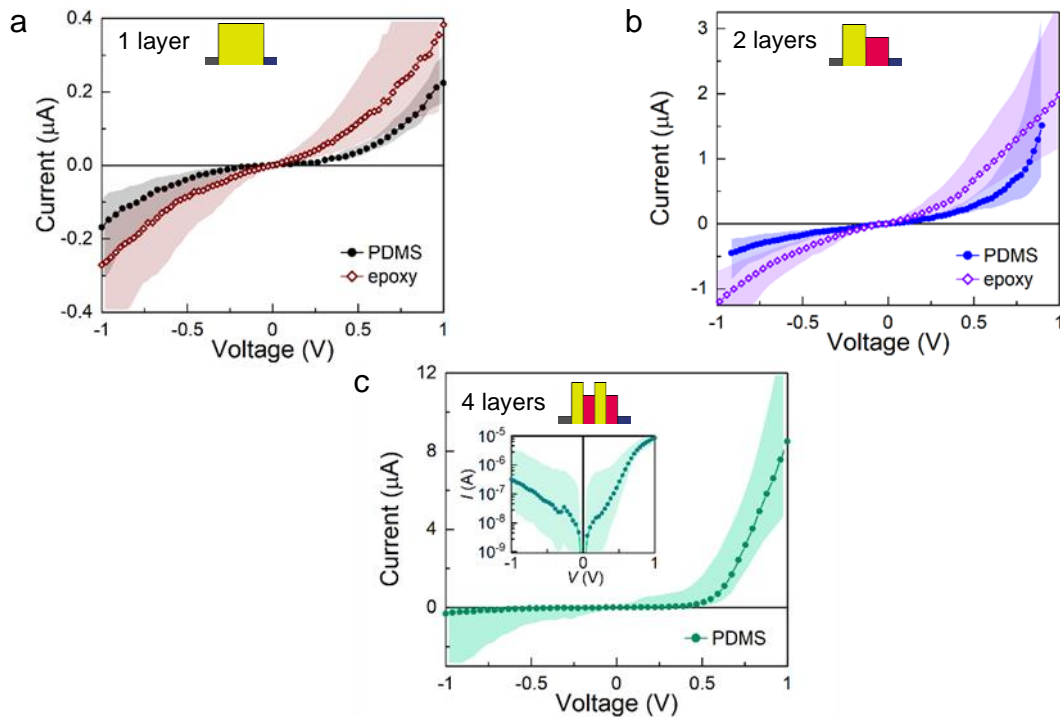 a
1 layer
0.4
0.2
0.0
-0.2
0.4
Current (µA)
PDMS
epoxy
-1
-0.5
0
0.5
1
Voltage (V)
b
2 layers
3
2
1
0
-1
Current (µA)
PDMS
epoxy
-1
-0.5
0
0.5
1
Voltage (V)
c
4 layers
12
8
4
0
Current (µA)
10⁻⁵
10⁻⁶
10⁻⁷
10⁻⁸
10⁻⁹
I (A)
-1
0
1
V (V)
PDMS
-1
-0.5
0
0.5
1
Voltage (V)